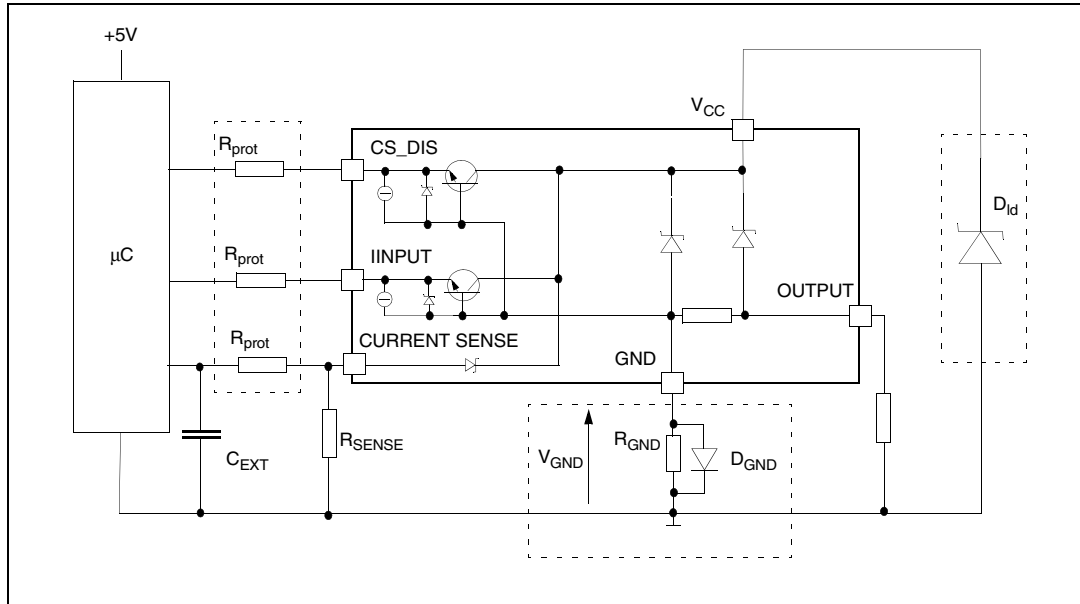 +5V
V_CC
R_prot
CS_DIS
D_ld
μC
R_prot
IINPUT
OUTPUT
R_prot
CURRENT SENSE
GND
R_SENSE
C_EXT
V_GND
R_GND
D_GND